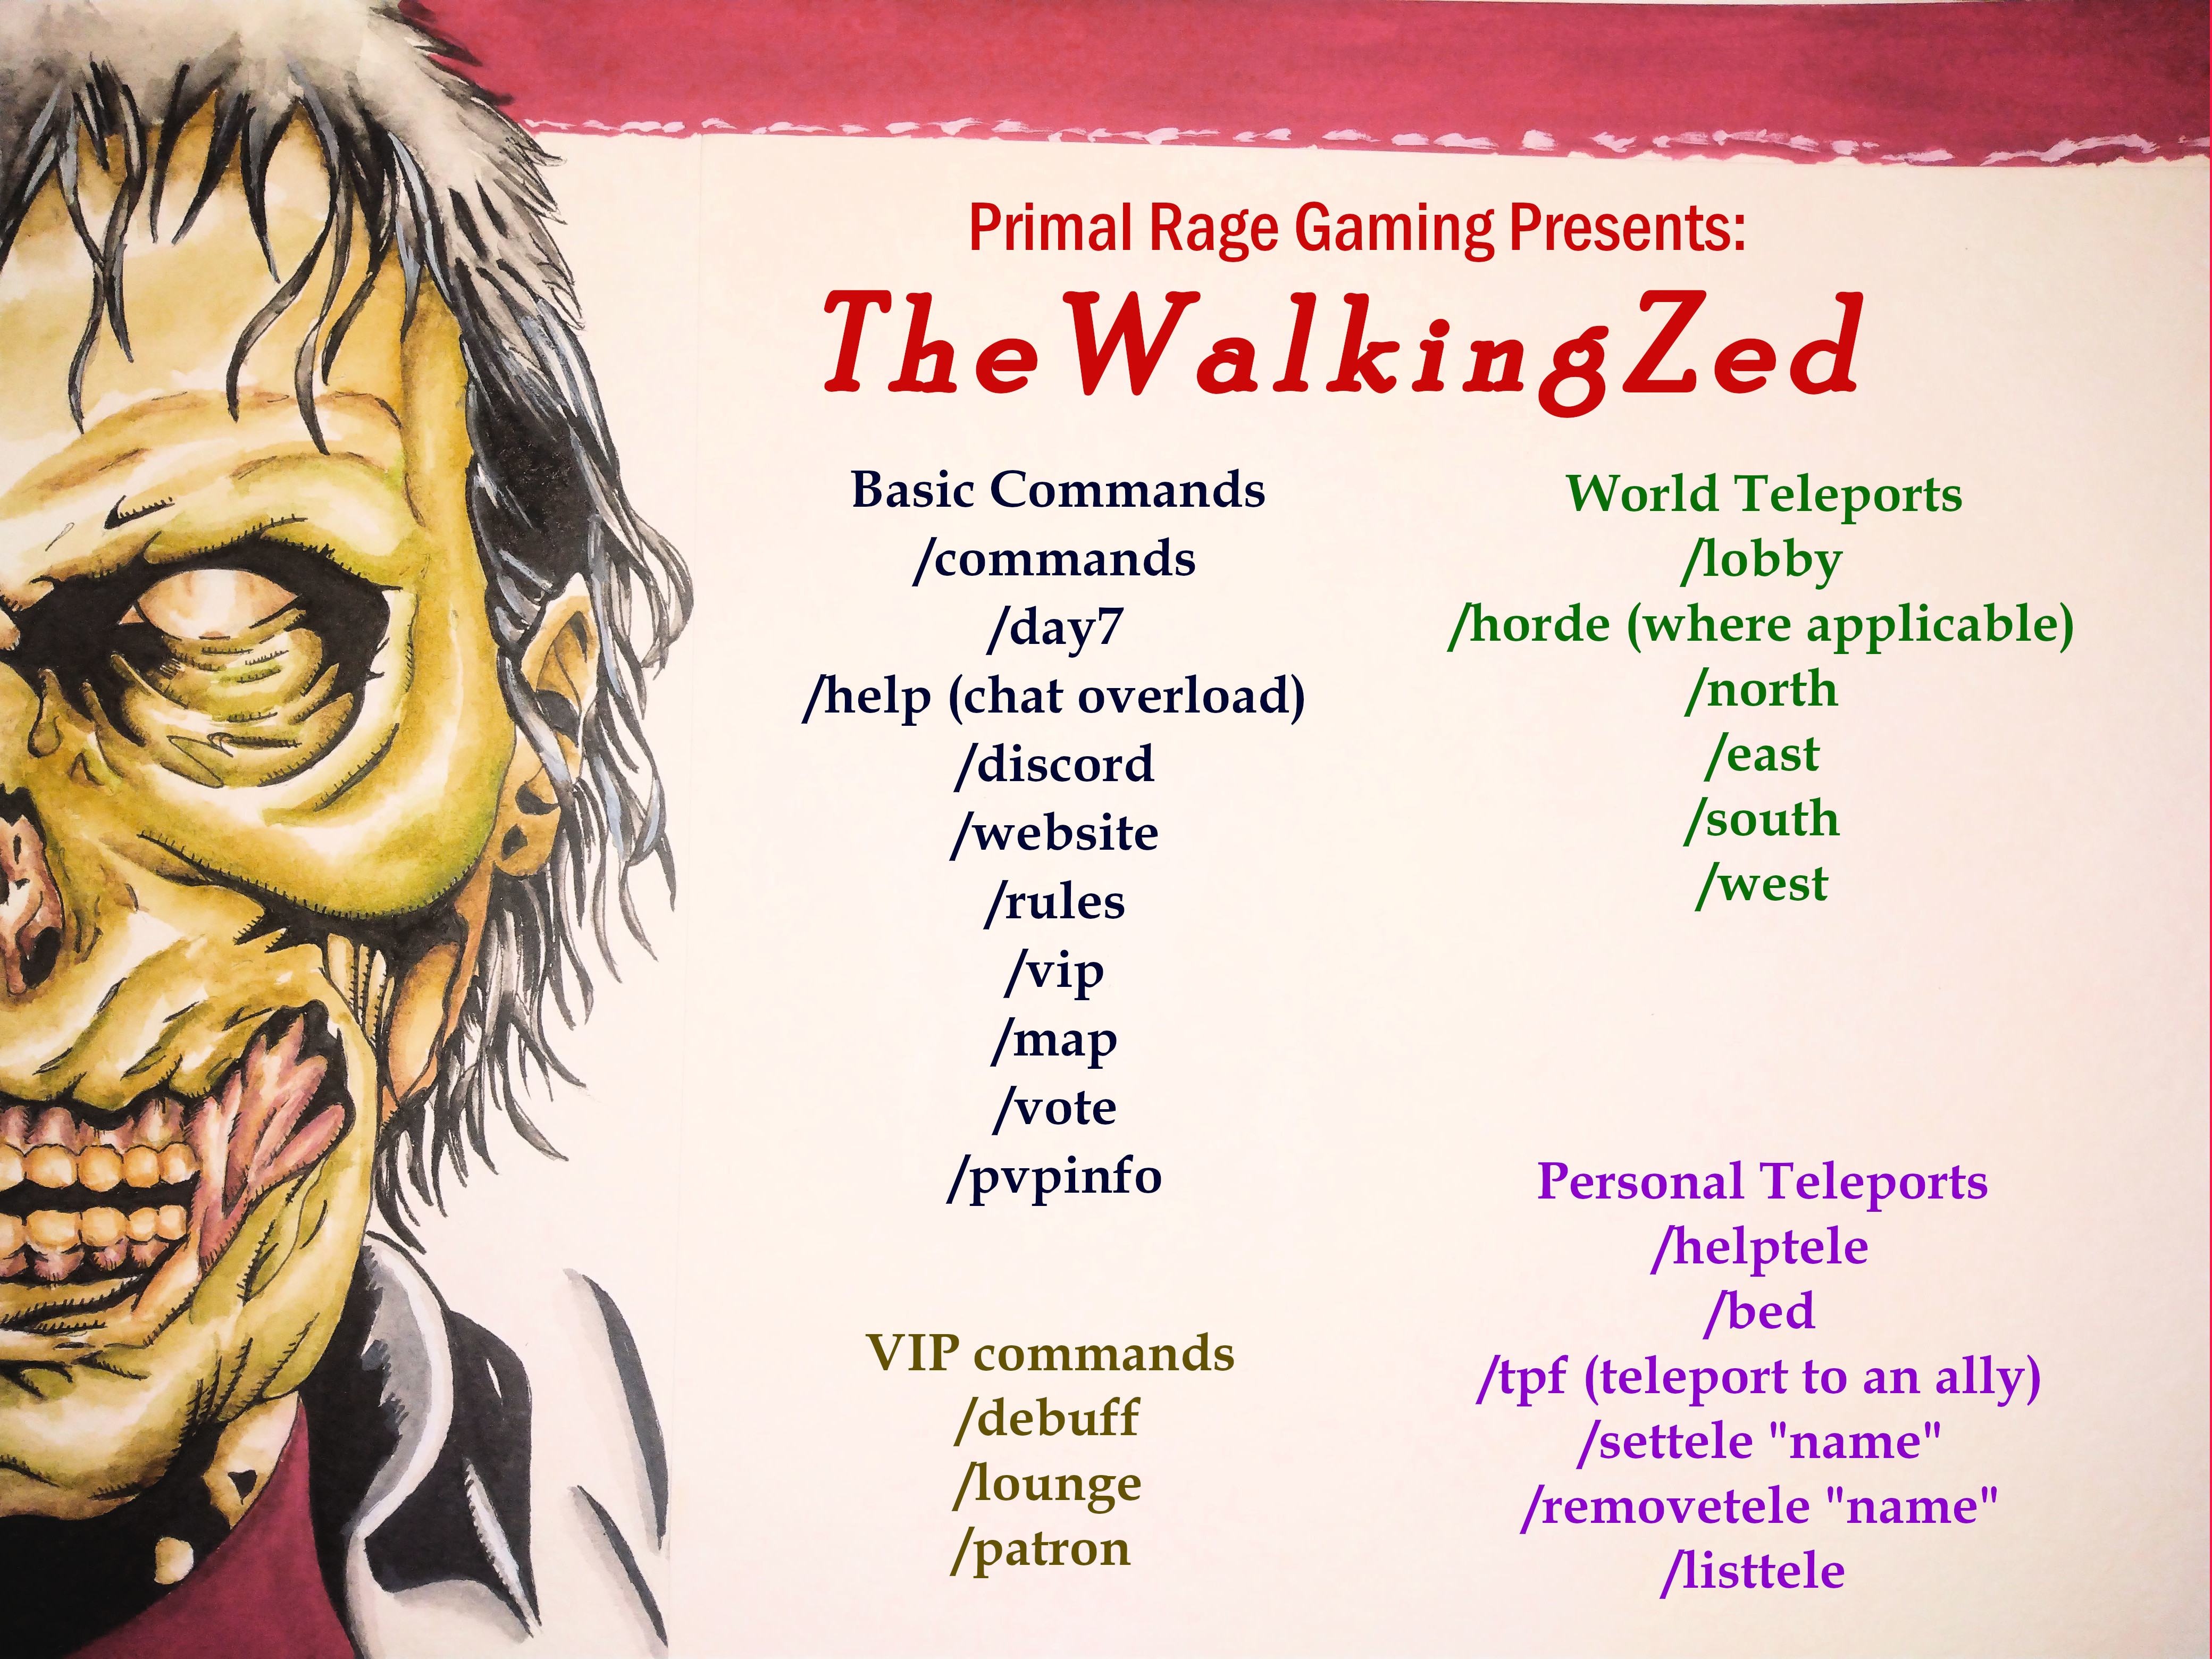 Primal Rage Gaming Presents:
TheWalkingZed
Basic Commands
/commands
/day7
/help (chat overload)
/discord
/website
/rules
/vip
/map
/vote
/pvpinfo
VIP commands
/debuff
/lounge
/patron
World Teleports
/lobby
/horde (where applicable)
/north
/east
/south
/west
Personal Teleports
/helptele
/bed
/tpf (teleport to an ally)
/settele "name"
/removetele "name"
/listtele